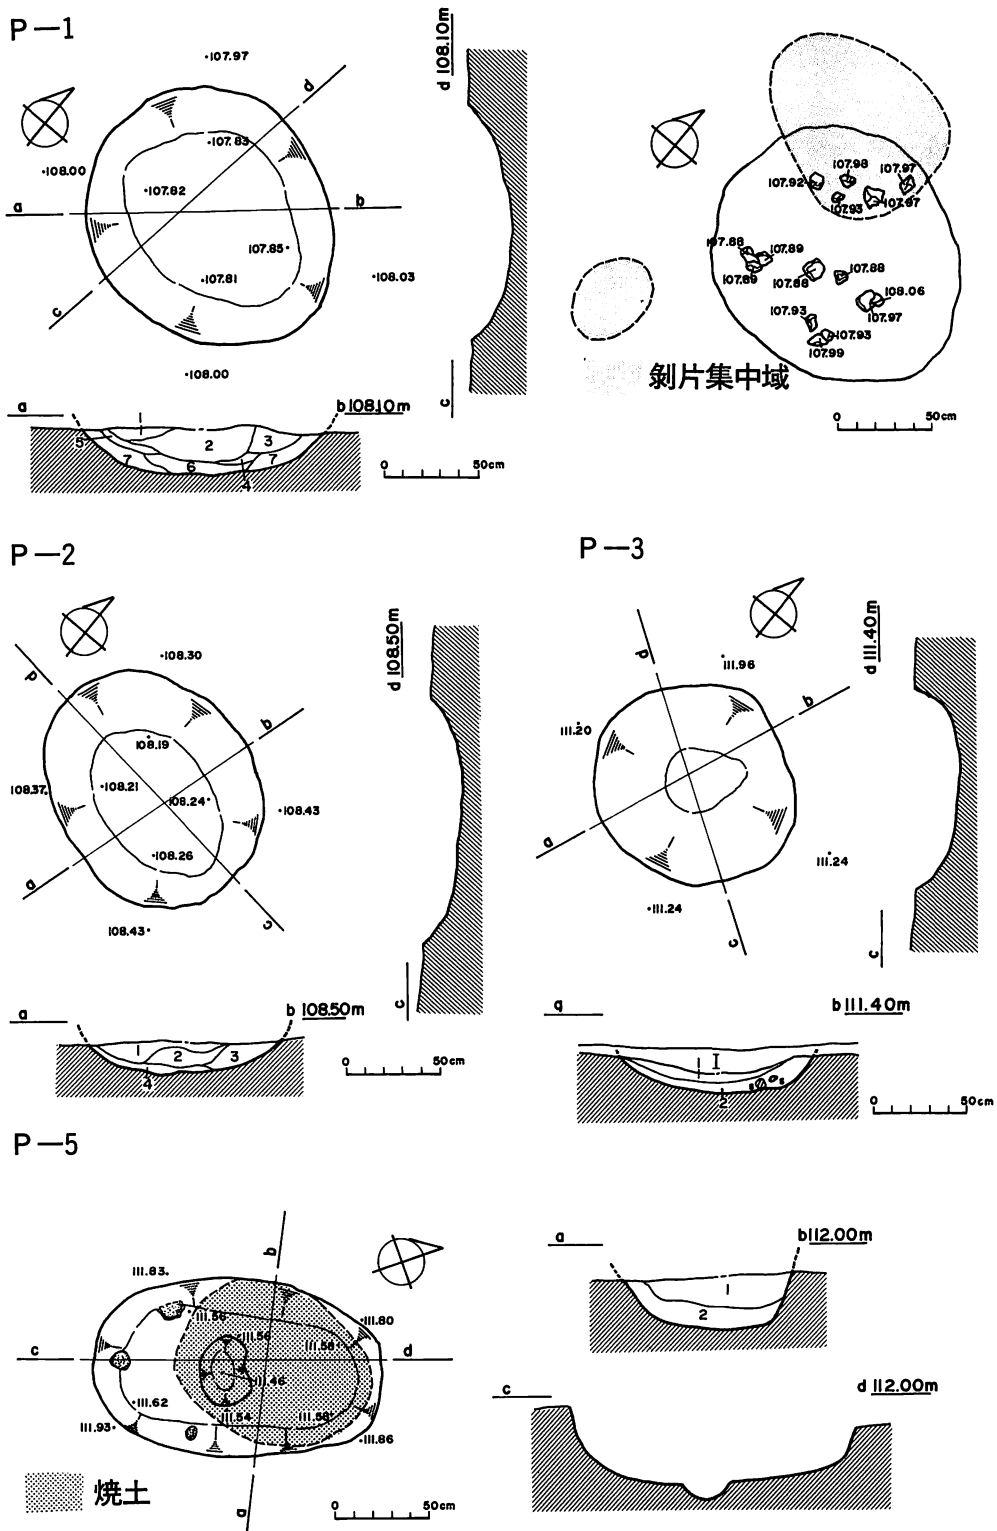 P—1
107.97
d
107.83
108.00
107.82
a
b
107.85
107.81
108.03
c
108.00
a
b 108.10m
1
2
3
5
7
6
7
4
0 50cm
d 108.10m
c
107.98
107.97
107.92
107.93
107.97
107.88
107.89
107.89
107.88
107.88
108.06
107.97
107.93
107.93
107.99
剝片集中域
0 50cm
P—2
108.30
d
b
108.19
108.37
108.21
108.24
108.43
108.26
a
c
108.43
d 108.50m
c
a
b 108.50m
1
2
3
4
0 50cm
P—3
d
111.96
b
111.20
a
111.24
111.24
c
d 111.40m
c
a
b 111.40m
I
1
2
s
s
0 50cm
P—5
b
111.83
111.56
111.56
111.58
111.80
c
d
111.46
111.62
111.54
111.58
111.93
111.86
a
焼土
0 50cm
a
b 112.00m
1
2
c
d 112.00m